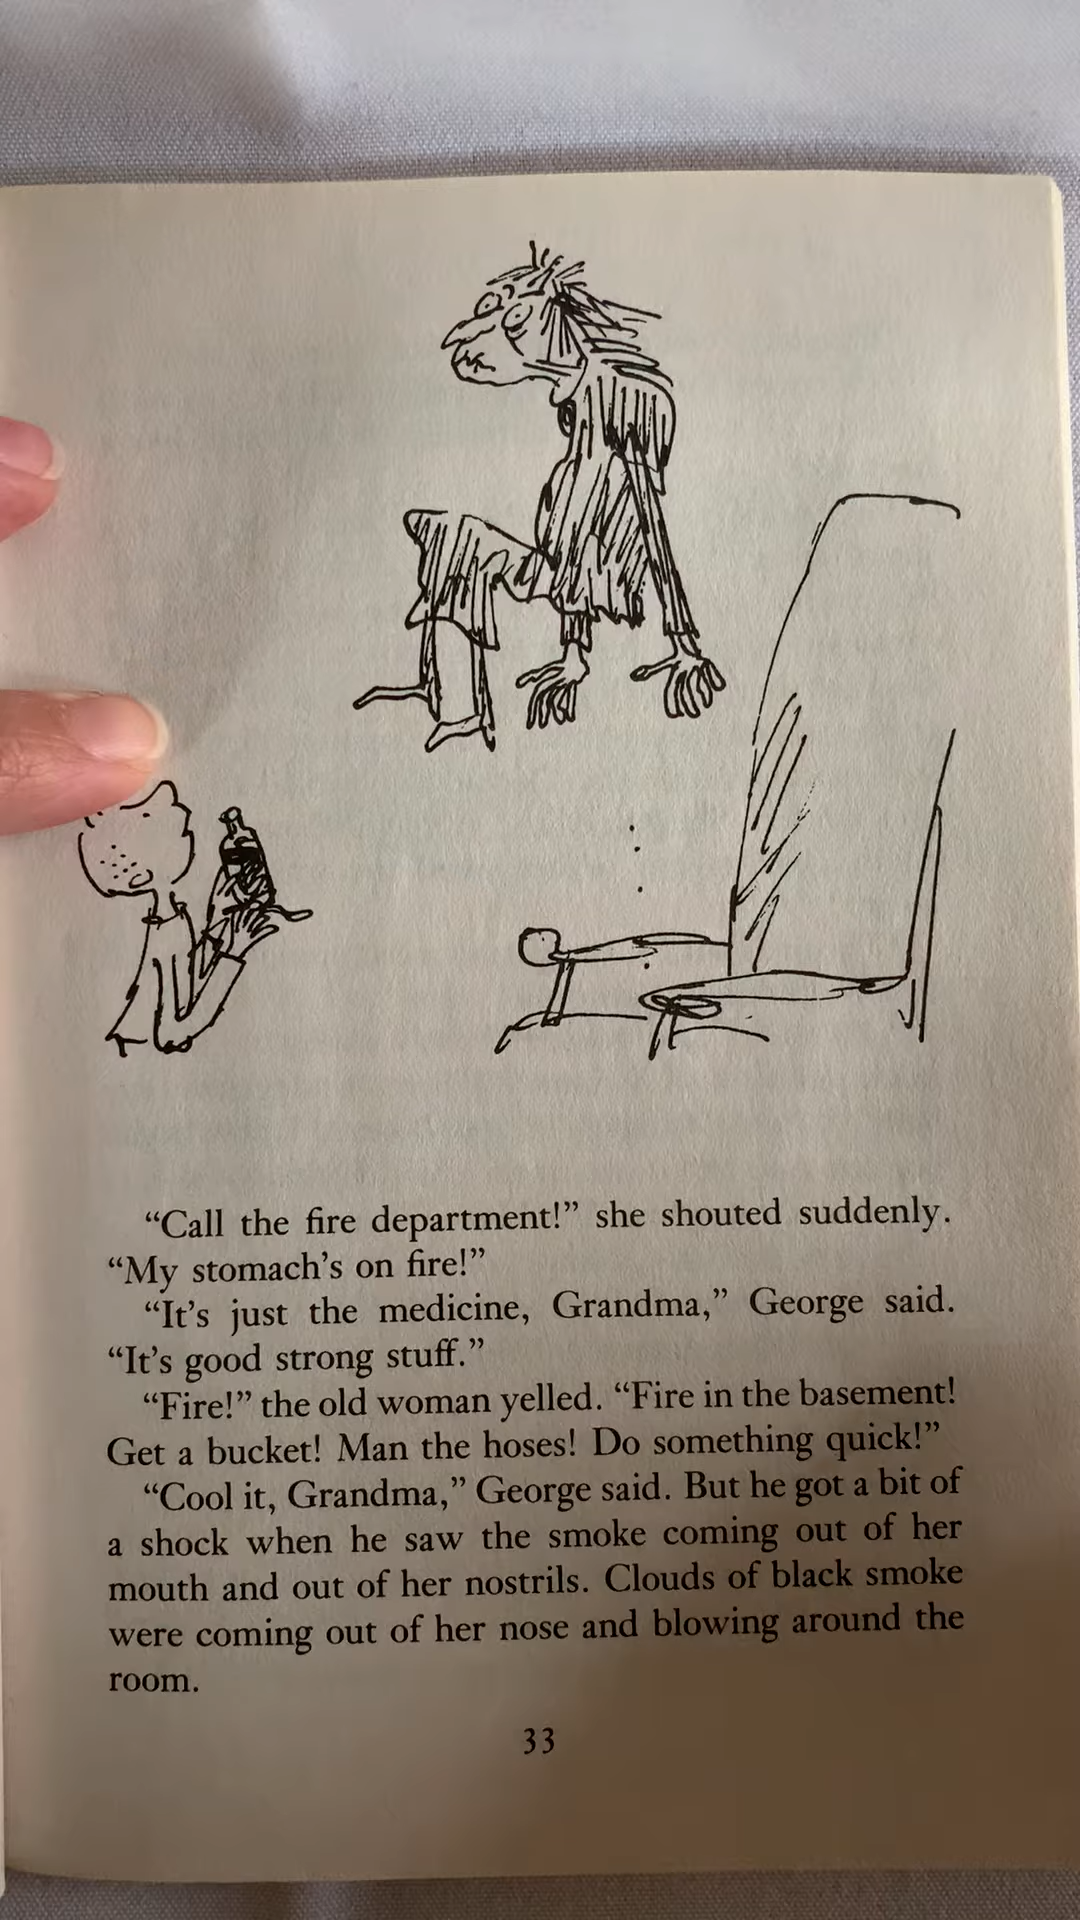 “Call the fire department!” she shouted suddenly.
“My stomach’s on fire!”
“It’s just the medicine, Grandma,” George said.
“It’s good strong stuff.”
“Fire!” the old woman yelled. “Fire in the basement!
Get a bucket! Man the hoses! Do something quick!”
“Cool it, Grandma,” George said. But he got a bit of
a shock when he saw the smoke coming out of her
mouth and out of her nostrils. Clouds of black smoke
were coming out of her nose and blowing around the
room.
33